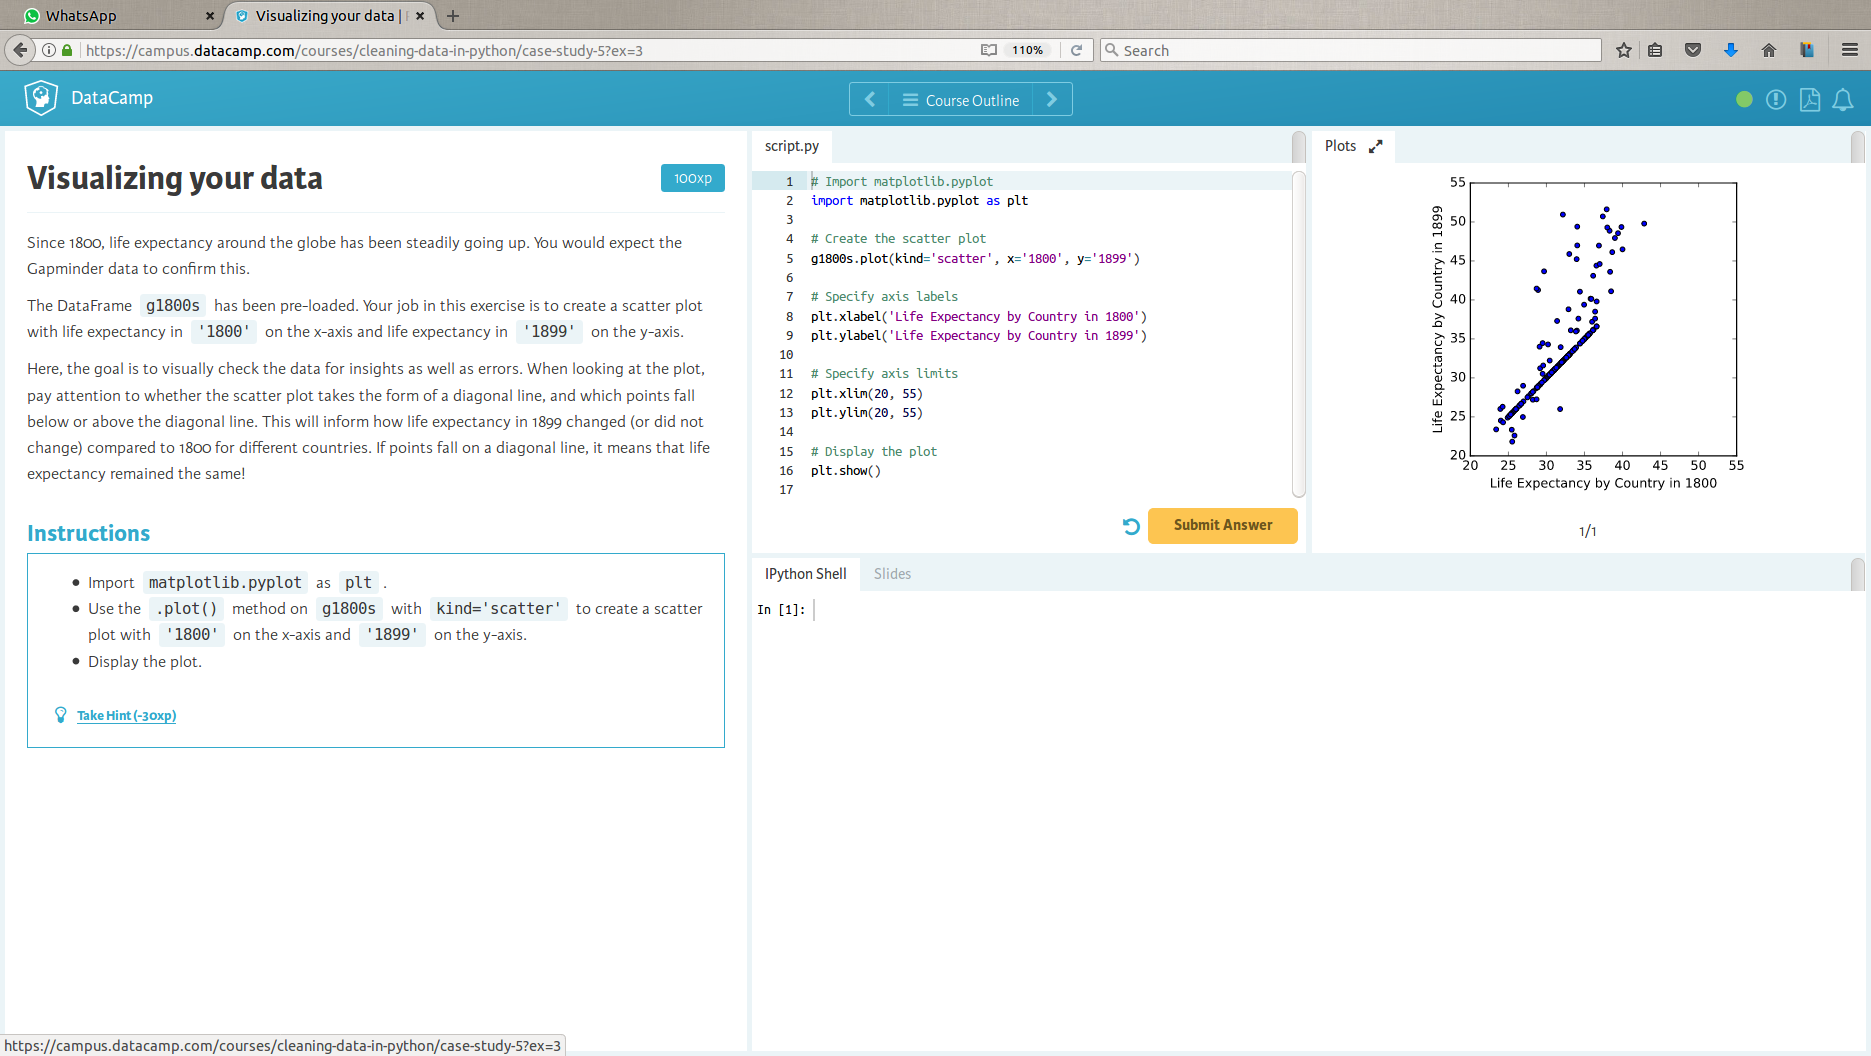 WhatsApp
Visualizing your data |
https://campus.datacamp.com/courses/cleaning-data-in-python/case-study-5?ex=3
110%
Search
DataCamp
Course Outline
Visualizing your data
100xp
Since 1800, life expectancy around the globe has been steadily going up. You would expect the
Gapminder data to confirm this.
The DataFrame g1800s has been pre-loaded. Your job in this exercise is to create a scatter plot
with life expectancy in '1800' on the x-axis and life expectancy in '1899' on the y-axis.
Here, the goal is to visually check the data for insights as well as errors. When looking at the plot,
pay attention to whether the scatter plot takes the form of a diagonal line, and which points fall
below or above the diagonal line. This will inform how life expectancy in 1899 changed (or did not
change) compared to 1800 for different countries. If points fall on a diagonal line, it means that life
expectancy remained the same!
Instructions
Import matplotlib.pyplot as plt .
Use the .plot() method on g1800s with kind='scatter' to create a scatter
plot with '1800' on the x-axis and '1899' on the y-axis.
Display the plot.
Take Hint (-30xp)
script.py
1 # Import matplotlib.pyplot
2 import matplotlib.pyplot as plt
3
4 # Create the scatter plot
5 g1800s.plot(kind='scatter', x='1800', y='1899')
6
7 # Specify axis labels
8 plt.xlabel('Life Expectancy by Country in 1800')
9 plt.ylabel('Life Expectancy by Country in 1899')
10
11 # Specify axis limits
12 plt.xlim(20, 55)
13 plt.ylim(20, 55)
14
15 # Display the plot
16 plt.show()
17
Submit Answer
Plots
Life Expectancy by Country in 1899
55
50
45
40
35
30
25
20
20 25 30 35 40 45 50 55
Life Expectancy by Country in 1800
1/1
IPython Shell
Slides
In [1]:
https://campus.datacamp.com/courses/cleaning-data-in-python/case-study-5?ex=3